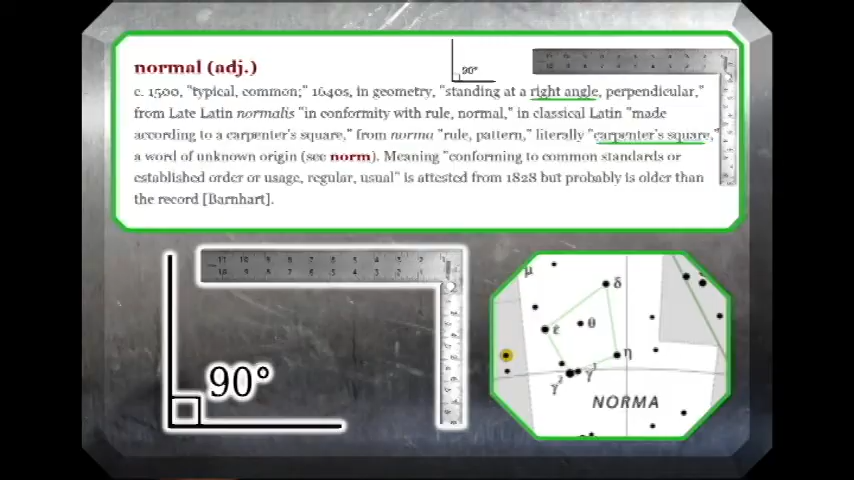 normal (adj.)
90°
c. 1500, "typical, common;" 1640s, in geometry, "standing at a right angle, perpendicular,"
from Late Latin normalis "in conformity with rule, normal," in classical Latin "made
according to a carpenter's square," from norma "rule, pattern," literally "carpenter's square,"
a word of unknown origin (see norm). Meaning "conforming to common standards or
established order or usage, regular, usual" is attested from 1828 but probably is older than
the record [Barnhart].
90°
μ
δ
ε
θ
η
γ² γ¹
NORMA